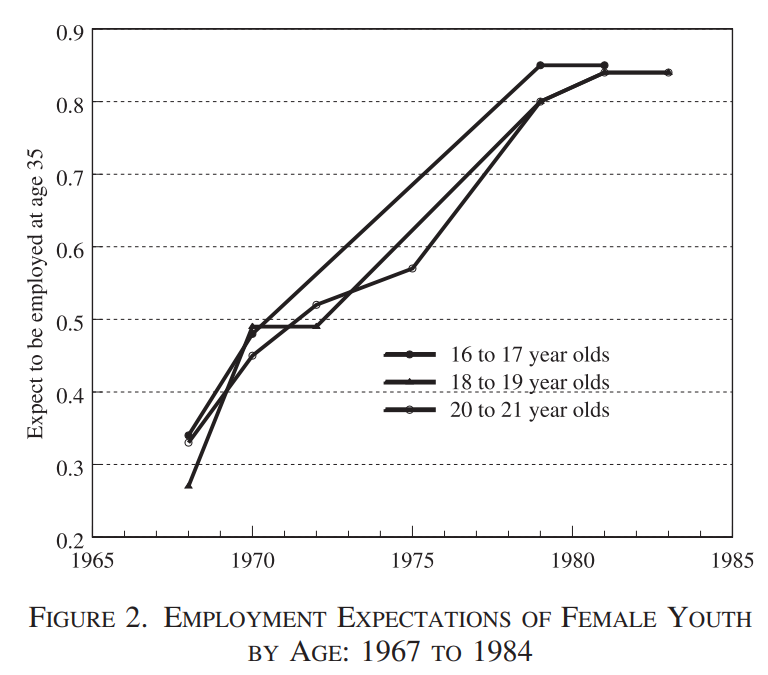 0.9
0.8
0.7
0.6
0.5
0.4
0.3
0.2
Expect to be employed at age 35
16 to 17 year olds
18 to 19 year olds
20 to 21 year olds
1965 1970 1975 1980 1985
FIGURE 2. EMPLOYMENT EXPECTATIONS OF FEMALE YOUTH
BY AGE: 1967 TO 1984